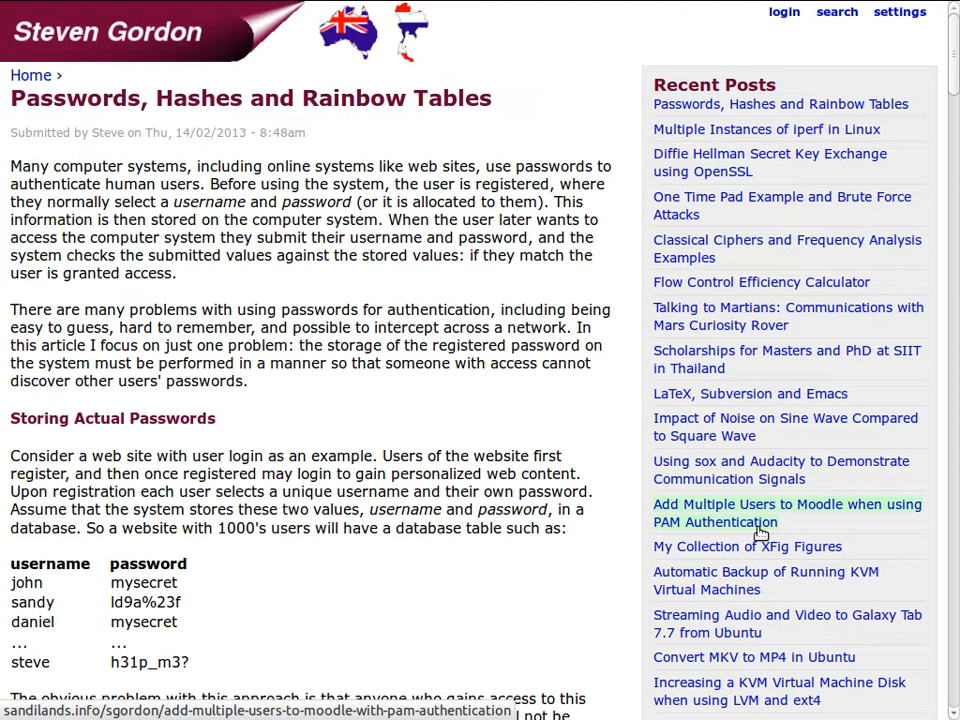 Steven Gordon
login search settings
Home ›
Passwords, Hashes and Rainbow Tables
Submitted by Steve on Thu, 14/02/2013 - 8:48am
Many computer systems, including online systems like web sites, use passwords to
authenticate human users. Before using the system, the user is registered, where
they normally select a username and password (or it is allocated to them). This
information is then stored on the computer system. When the user later wants to
access the computer system they submit their username and password, and the
system checks the submitted values against the stored values: if they match the
user is granted access.
There are many problems with using passwords for authentication, including being
easy to guess, hard to remember, and possible to intercept across a network. In
this article I focus on just one problem: the storage of the registered password on
the system must be performed in a manner so that someone with access cannot
discover other users' passwords.
Storing Actual Passwords
Consider a web site with user login as an example. Users of the website first
register, and then once registered may login to gain personalized web content.
Upon registration each user selects a unique username and their own password.
Assume that the system stores these two values, username and password, in a
database. So a website with 1000's users will have a database table such as:
username password
john mysecret
sandy ld9a%23f
daniel mysecret
... ...
steve h31p_m3?
The obvious problem with this approach is that anyone who gains access to this
l not be
sandilands.info/sgordon/add-multiple-users-to-moodle-with-pam-authentication
Recent Posts
Passwords, Hashes and Rainbow Tables
Multiple Instances of iperf in Linux
Diffie Hellman Secret Key Exchange
using OpenSSL
One Time Pad Example and Brute Force
Attacks
Classical Ciphers and Frequency Analysis
Examples
Flow Control Efficiency Calculator
Talking to Martians: Communications with
Mars Curiosity Rover
Scholarships for Masters and PhD at SIIT
in Thailand
LaTeX, Subversion and Emacs
Impact of Noise on Sine Wave Compared
to Square Wave
Using sox and Audacity to Demonstrate
Communication Signals
Add Multiple Users to Moodle when using
PAM Authentication
My Collection of XFig Figures
Automatic Backup of Running KVM
Virtual Machines
Streaming Audio and Video to Galaxy Tab
7.7 from Ubuntu
Convert MKV to MP4 in Ubuntu
Increasing a KVM Virtual Machine Disk
when using LVM and ext4